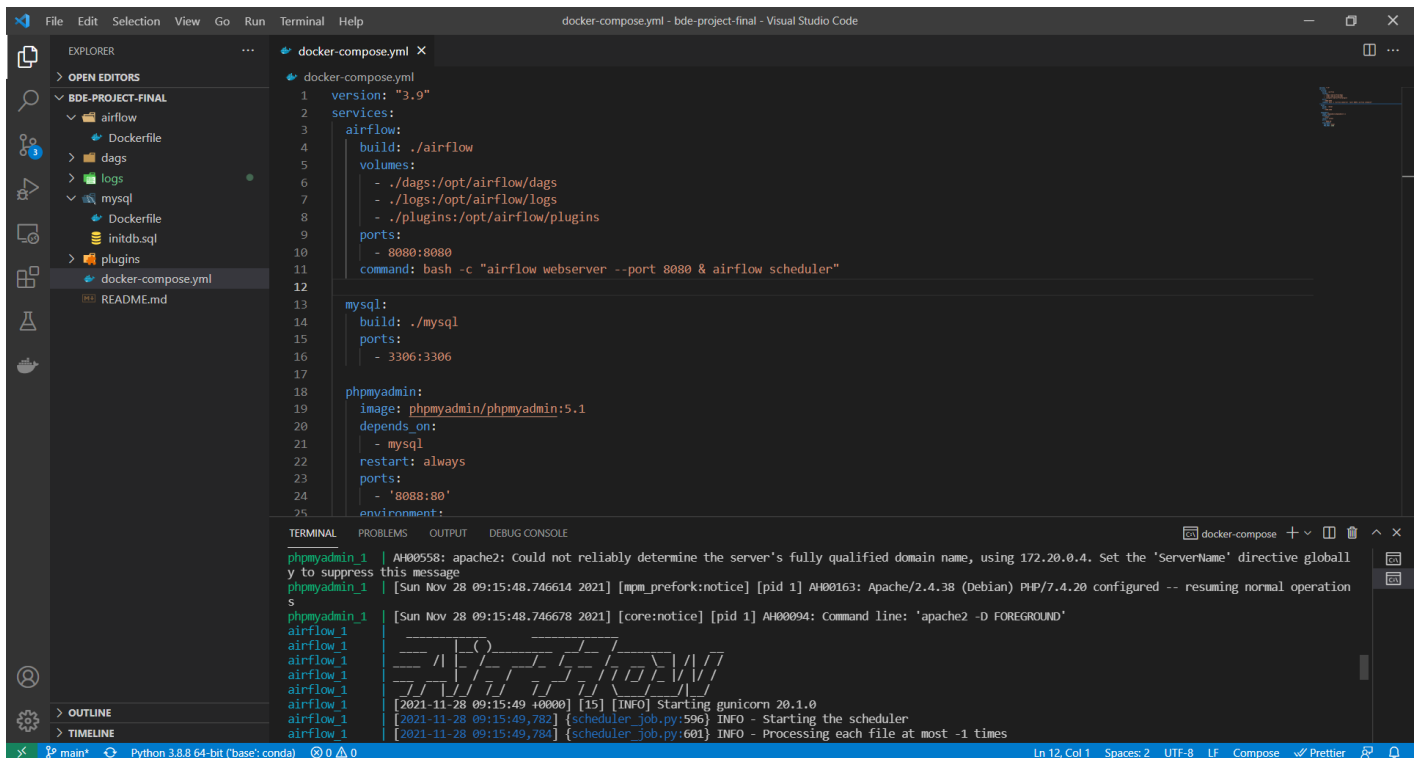 File Edit Selection View Go Run Terminal Help
docker-compose.yml - bde-project-final - Visual Studio Code
EXPLORER
OPEN EDITORS
BDE-PROJECT-FINAL
airflow
Dockerfile
dags
logs
mysql
Dockerfile
initdb.sql
plugins
docker-compose.yml
README.md
OUTLINE
TIMELINE
3
docker-compose.yml
docker-compose.yml
1 version: "3.9"
2 services:
3 airflow:
4 build: ./airflow
5 volumes:
6 - ./dags:/opt/airflow/dags
7 - ./logs:/opt/airflow/logs
8 - ./plugins:/opt/airflow/plugins
9 ports:
10 - 8080:8080
11 command: bash -c "airflow webserver --port 8080 & airflow scheduler"
12
13 mysql:
14 build: ./mysql
15 ports:
16 - 3306:3306
17
18 phpmyadmin:
19 image: phpmyadmin/phpmyadmin:5.1
20 depends_on:
21 - mysql
22 restart: always
23 ports:
24 - '8088:80'
25 environment:
TERMINAL PROBLEMS OUTPUT DEBUG CONSOLE
docker-compose
phpmyadmin_1 | AH00558: apache2: Could not reliably determine the server's fully qualified domain name, using 172.20.0.4. Set the 'ServerName' directive globall
y to suppress this message
phpmyadmin_1 | [Sun Nov 28 09:15:48.746614 2021] [mpm_prefork:notice] [pid 1] AH00163: Apache/2.4.38 (Debian) PHP/7.4.20 configured -- resuming normal operation
s
phpmyadmin_1 | [Sun Nov 28 09:15:48.746678 2021] [core:notice] [pid 1] AH00094: Command line: 'apache2 -D FOREGROUND'
airflow_1 |
airflow_1 |
airflow_1 |
airflow_1 |
airflow_1 |
airflow_1 | [2021-11-28 09:15:49 +0000] [15] [INFO] Starting gunicorn 20.1.0
airflow_1 | [2021-11-28 09:15:49,782] {scheduler_job.py:596} INFO - Starting the scheduler
airflow_1 | [2021-11-28 09:15:49,784] {scheduler_job.py:601} INFO - Processing each file at most -1 times
main* Python 3.8.8 64-bit ('base': conda) 0 0 Ln 12, Col 1 Spaces: 2 UTF-8 LF Compose Prettier